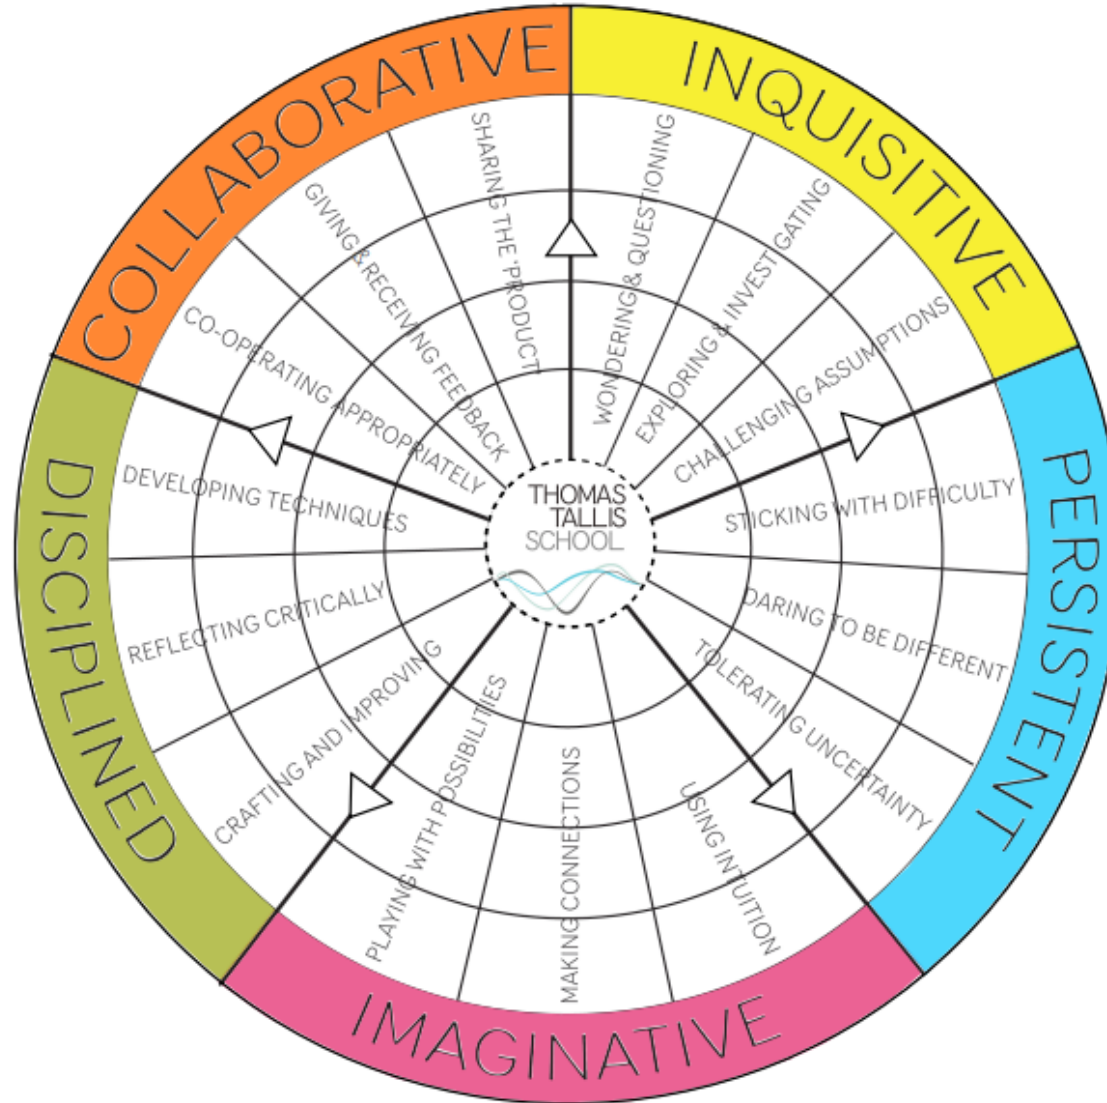 COLLABORATIVE
INQUISITIVE
PERSISTENT
IMAGINATIVE
DISCIPLINED
SHARING THE 'PRODUCT'
GIVING & RECEIVING FEEDBACK
CO-OPERATING APPROPRIATELY
WONDERING & QUESTIONING
EXPLORING & INVESTIGATING
CHALLENGING ASSUMPTIONS
STICKING WITH DIFFICULTY
DARING TO BE DIFFERENT
TOLERATING UNCERTAINTY
USING INTUITION
MAKING CONNECTIONS
PLAYING WITH POSSIBILITIES
CRAFTING AND IMPROVING
REFLECTING CRITICALLY
DEVELOPING TECHNIQUES
THOMAS
TALLIS
SCHOOL